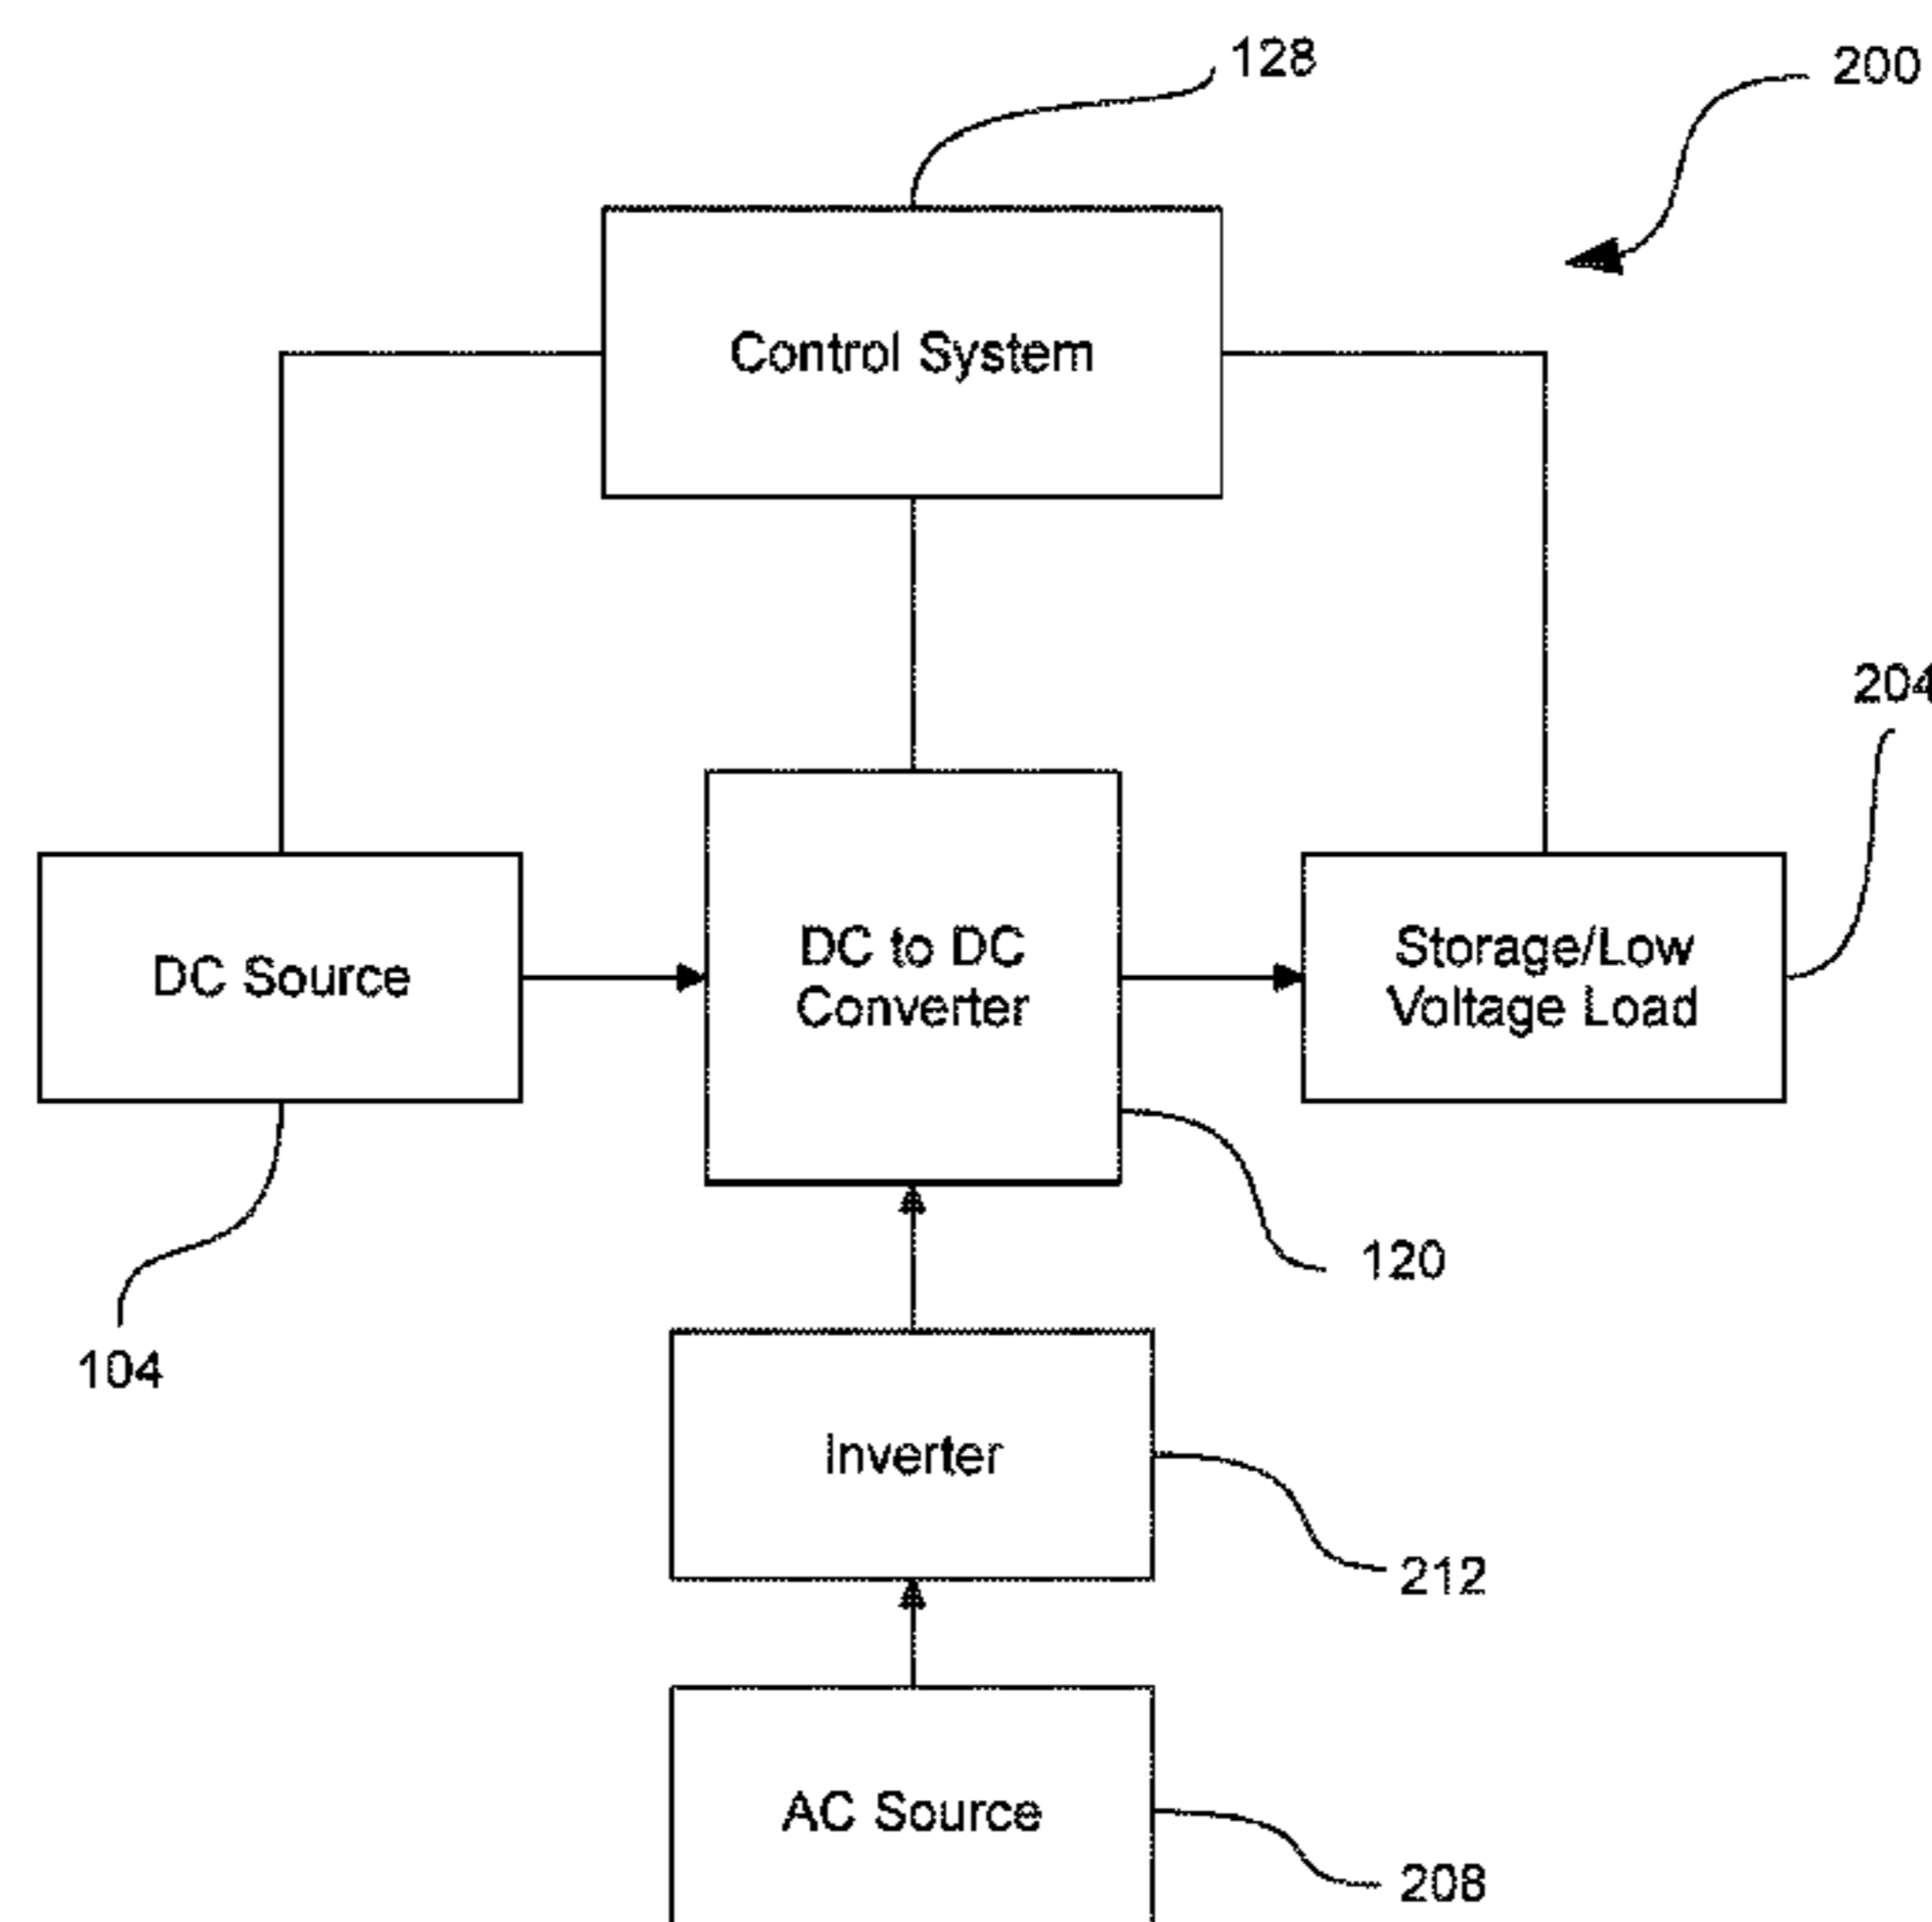 128
200
Control System
204
DC Source
DC to DC
Converter
Storage/Low
Voltage Load
120
104
Inverter
212
AC Source
208